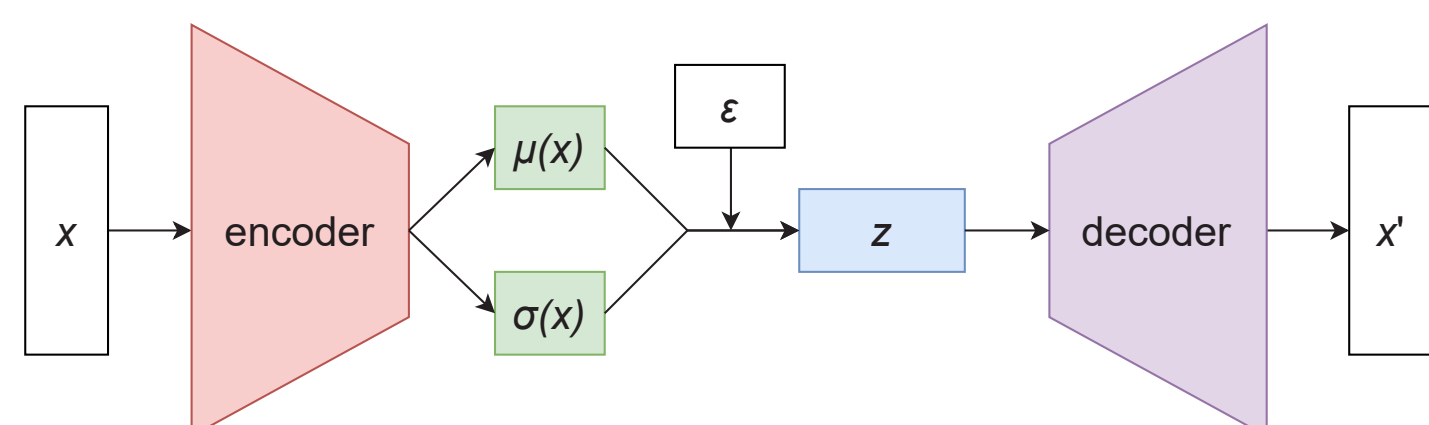 x
encoder
μ(x)
σ(x)
ε
z
decoder
x'